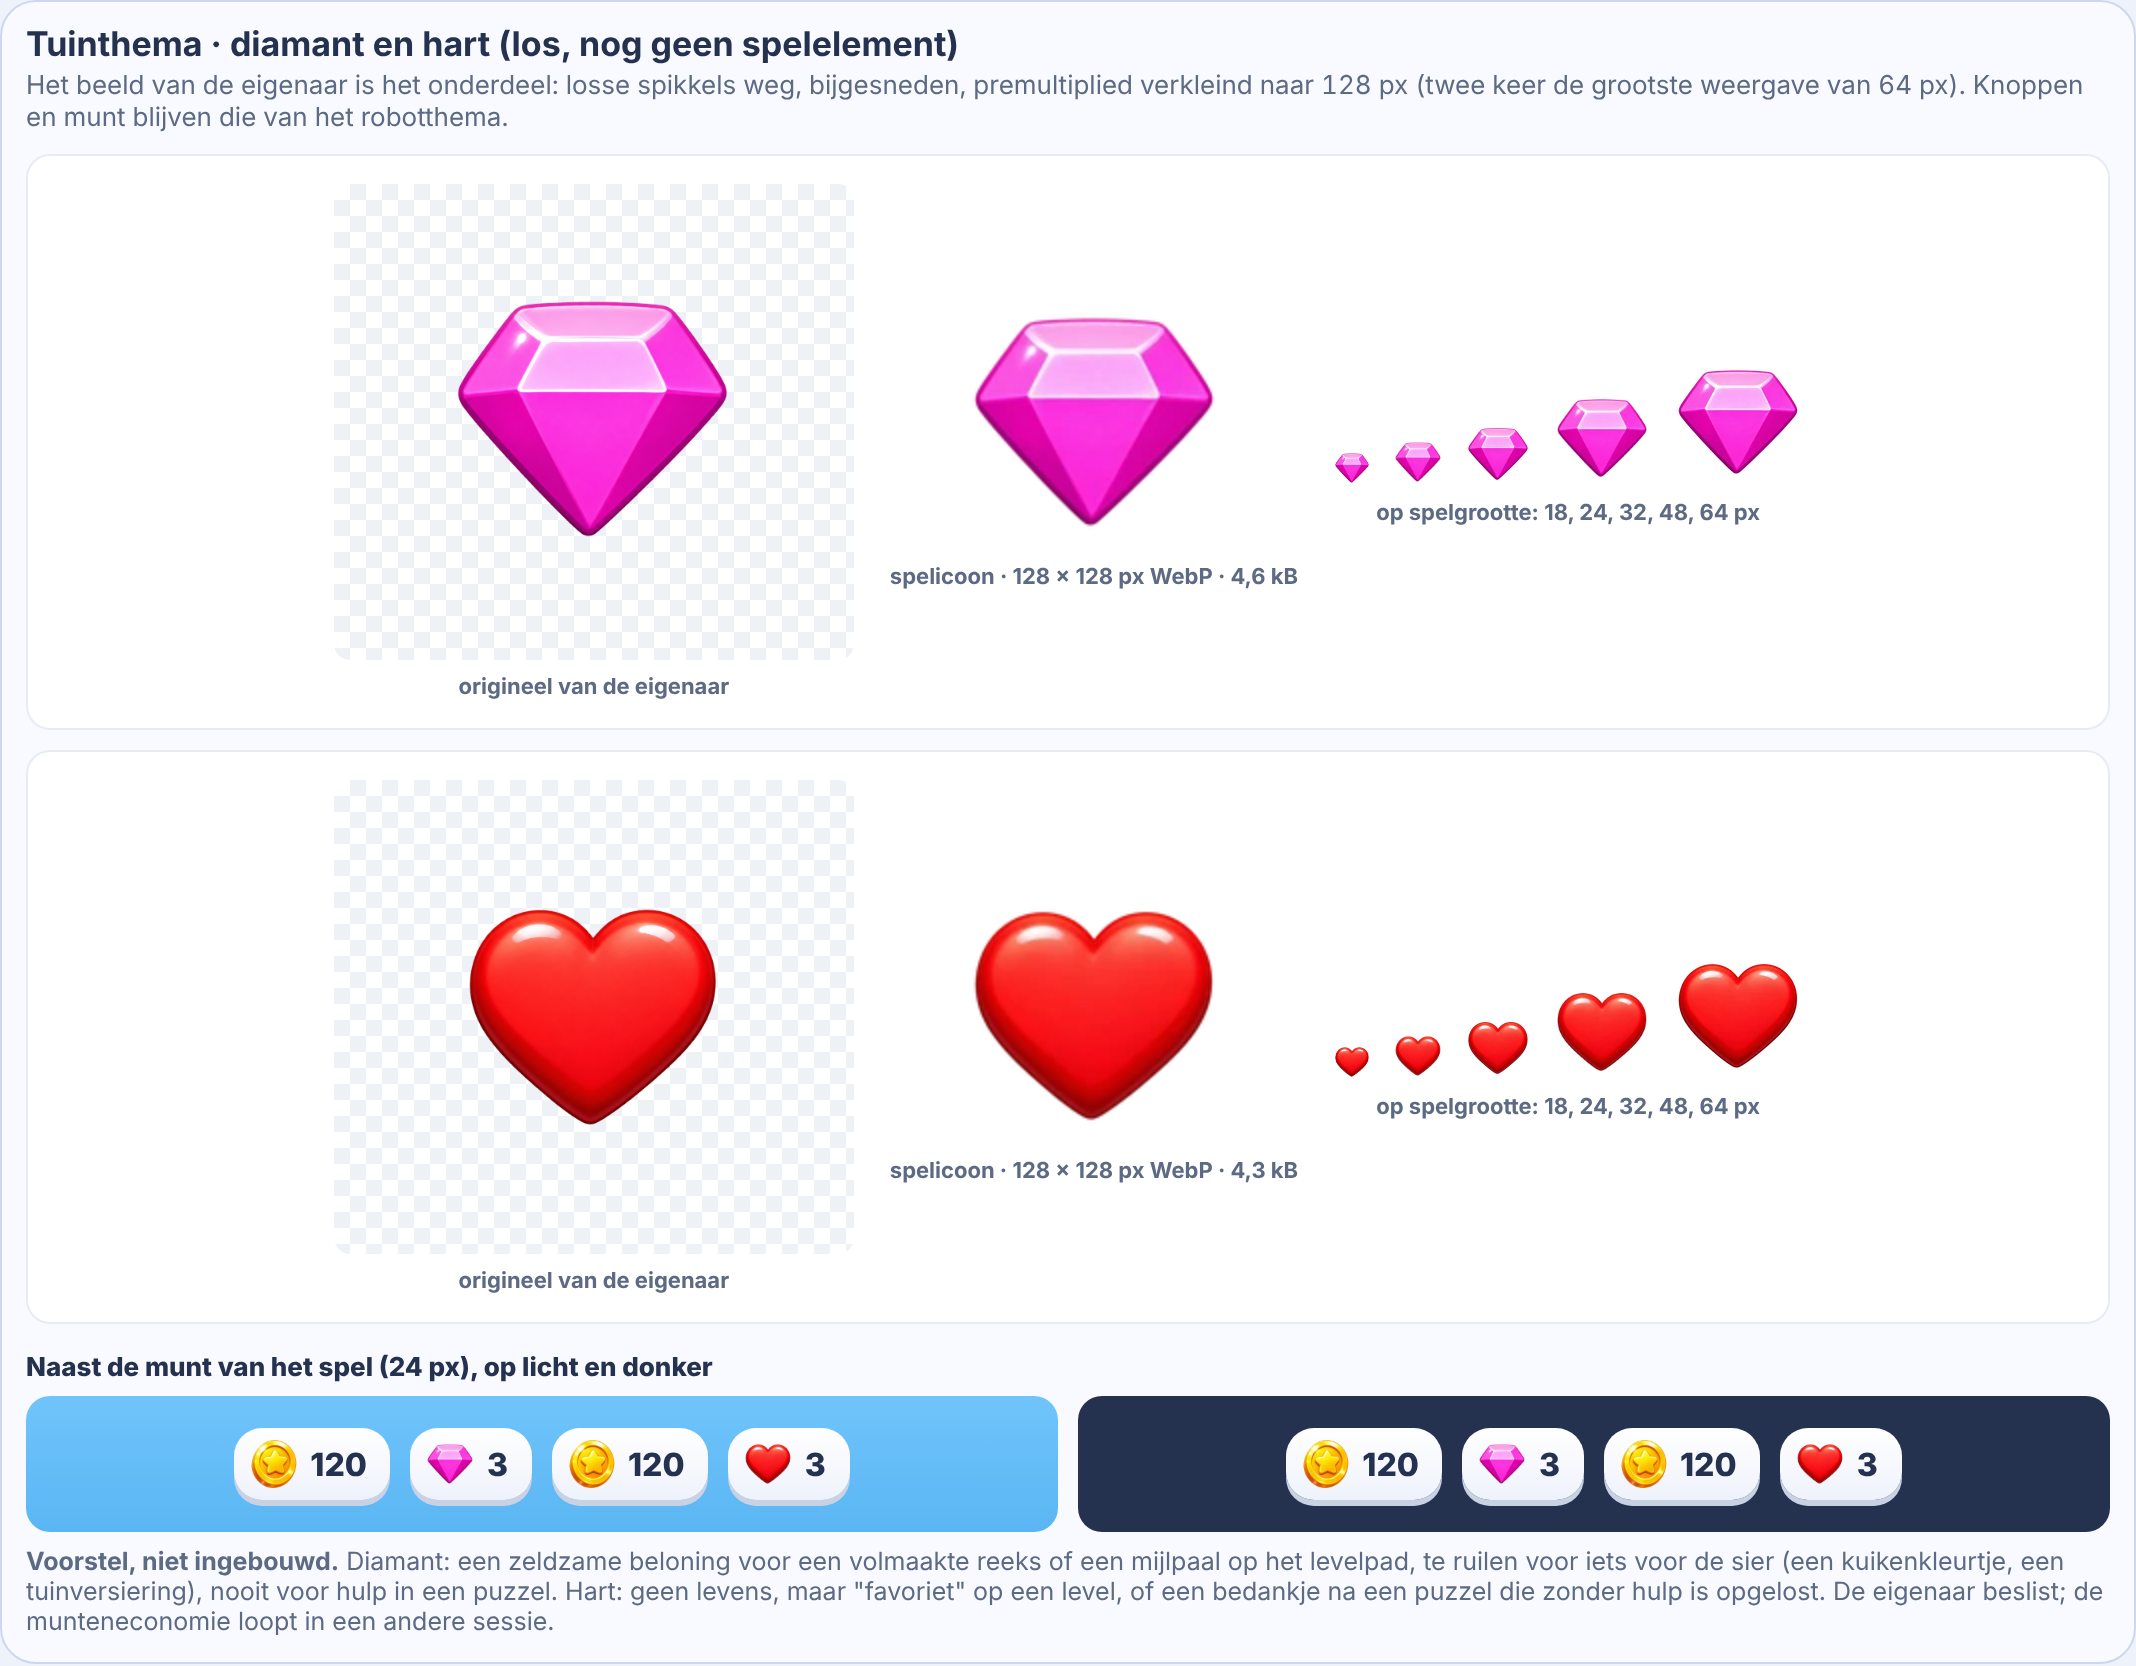 Tuinthema · diamant en hart (los, nog geen spelelement)
Het beeld van de eigenaar is het onderdeel: losse spikkels weg, bijgesneden, premultiplied verkleind naar 128 px (twee keer de grootste weergave van 64 px). Knoppen
en munt blijven die van het robotthema.
origineel van de eigenaar
spelicoon · 128 × 128 px WebP · 4,6 kB
op spelgrootte: 18, 24, 32, 48, 64 px
origineel van de eigenaar
spelicoon · 128 × 128 px WebP · 4,3 kB
op spelgrootte: 18, 24, 32, 48, 64 px
Naast de munt van het spel (24 px), op licht en donker
120 3 120 3
120 3 120 3
Voorstel, niet ingebouwd. Diamant: een zeldzame beloning voor een volmaakte reeks of een mijlpaal op het levelpad, te ruilen voor iets voor de sier (een kuikenkleurtje, een
tuinversiering), nooit voor hulp in een puzzel. Hart: geen levens, maar "favoriet" op een level, of een bedankje na een puzzel die zonder hulp is opgelost. De eigenaar beslist; de
munteneconomie loopt in een andere sessie.